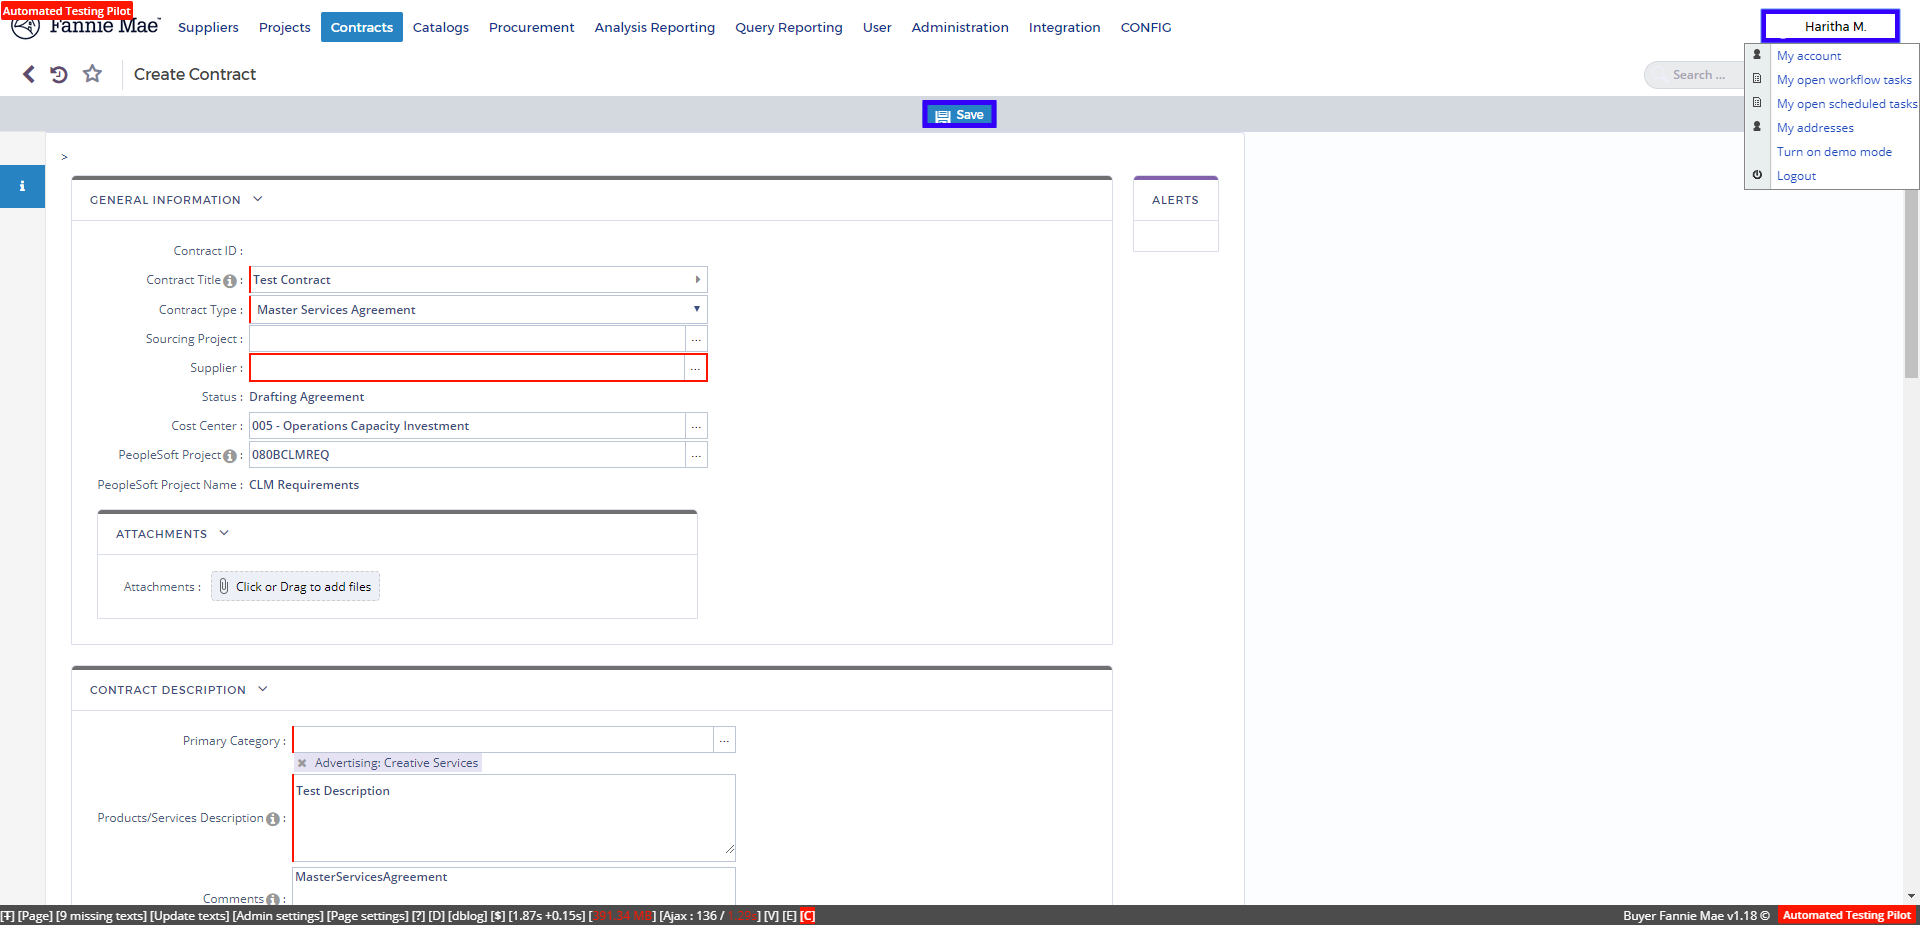 Automated Testing Pilot
Fannie Mae™ Suppliers Projects Contracts Catalogs Procurement Analysis Reporting Query Reporting User Administration Integration CONFIG Haritha M.
Create Contract Search ...
My account
My open workflow tasks
My open scheduled tasks
My addresses
Turn on demo mode
Logout
Save
>
GENERAL INFORMATION
ALERTS
Contract ID :
Contract Title : Test Contract
Contract Type : Master Services Agreement
Sourcing Project : ...
Supplier : ...
Status : Drafting Agreement
Cost Center : 005 - Operations Capacity Investment ...
PeopleSoft Project : 080BCLMREQ ...
PeopleSoft Project Name : CLM Requirements
ATTACHMENTS
Attachments : Click or Drag to add files
CONTRACT DESCRIPTION
Primary Category : ...
Advertising: Creative Services
Products/Services Description : Test Description
Comments : MasterServicesAgreement
[T] [Page] [9 missing texts] [Update texts] [Admin settings] [Page settings] [?] [D] [dblog] [$] [1.87s +0.15s] [391.34 MB] [Ajax : 136 / 1.29s] [V] [E] [C] Buyer Fannie Mae v1.18 © Automated Testing Pilot